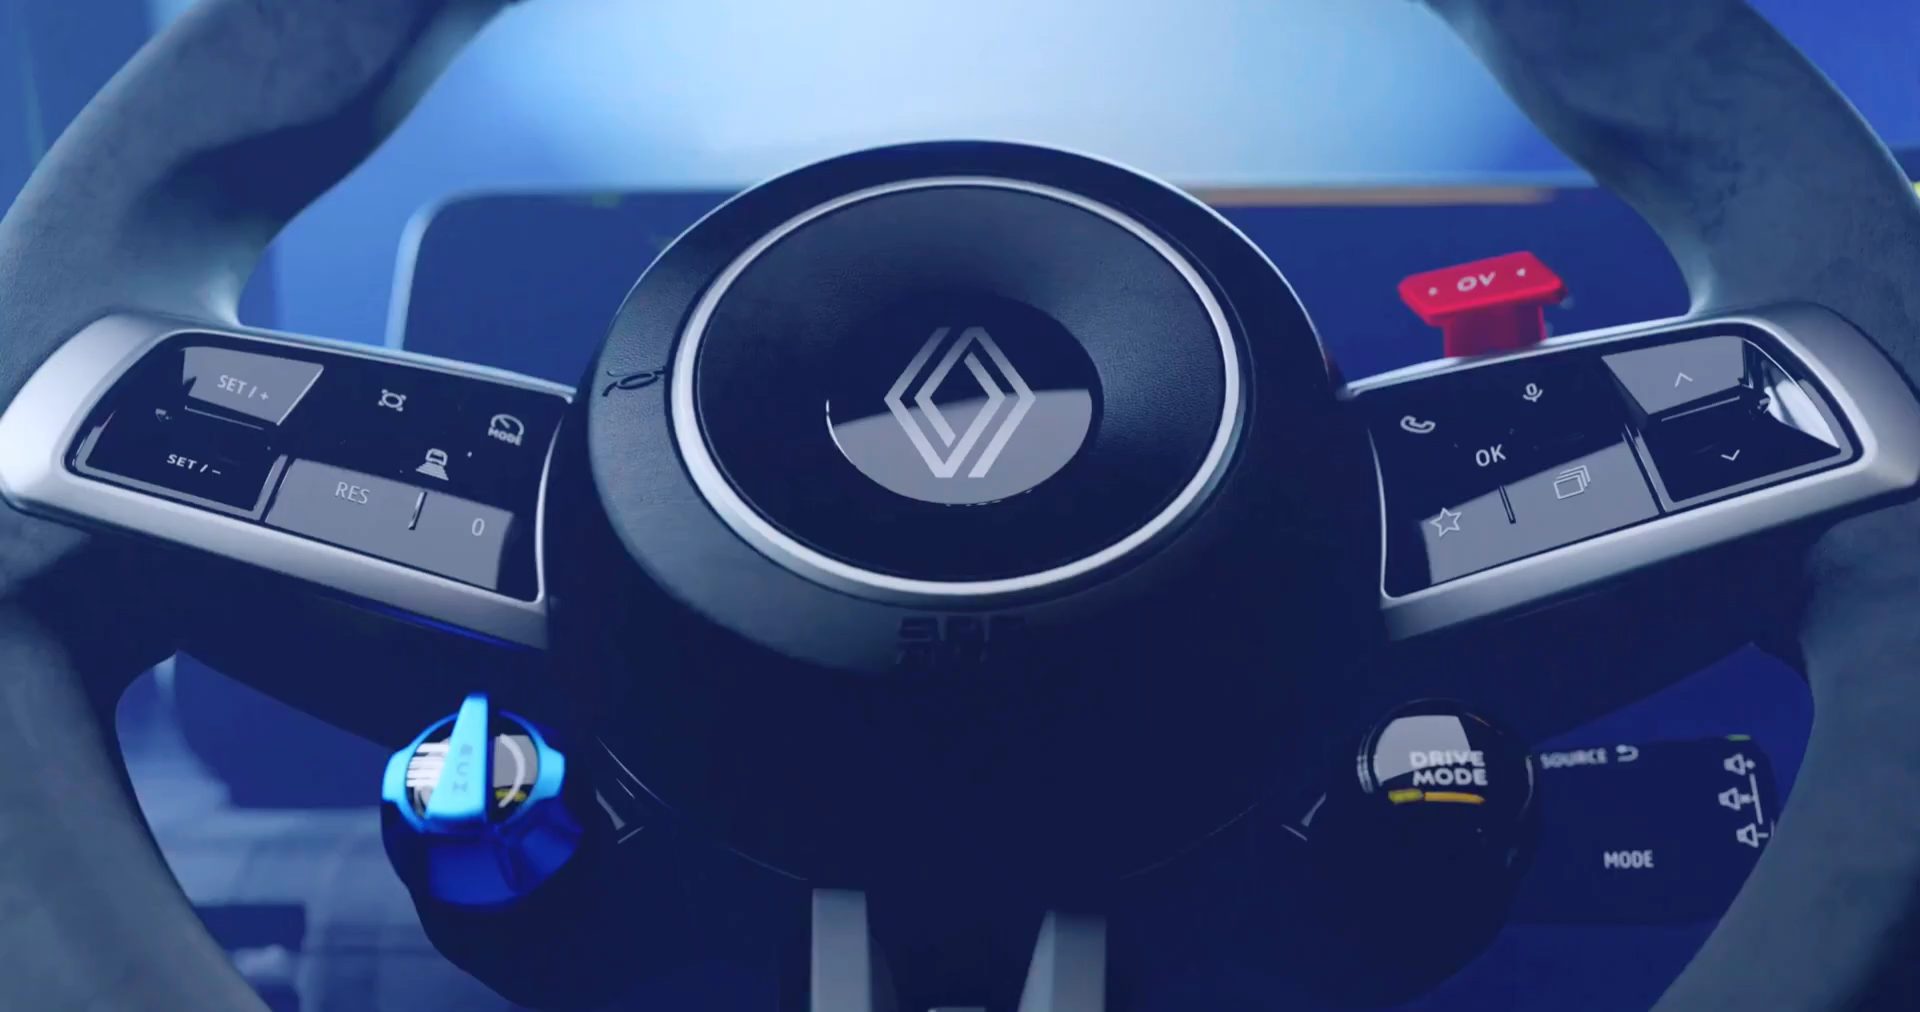 OV
SET / +
MODE
SET / -
RES
0
OK
DRIVE
MODE
SOURCE
MODE